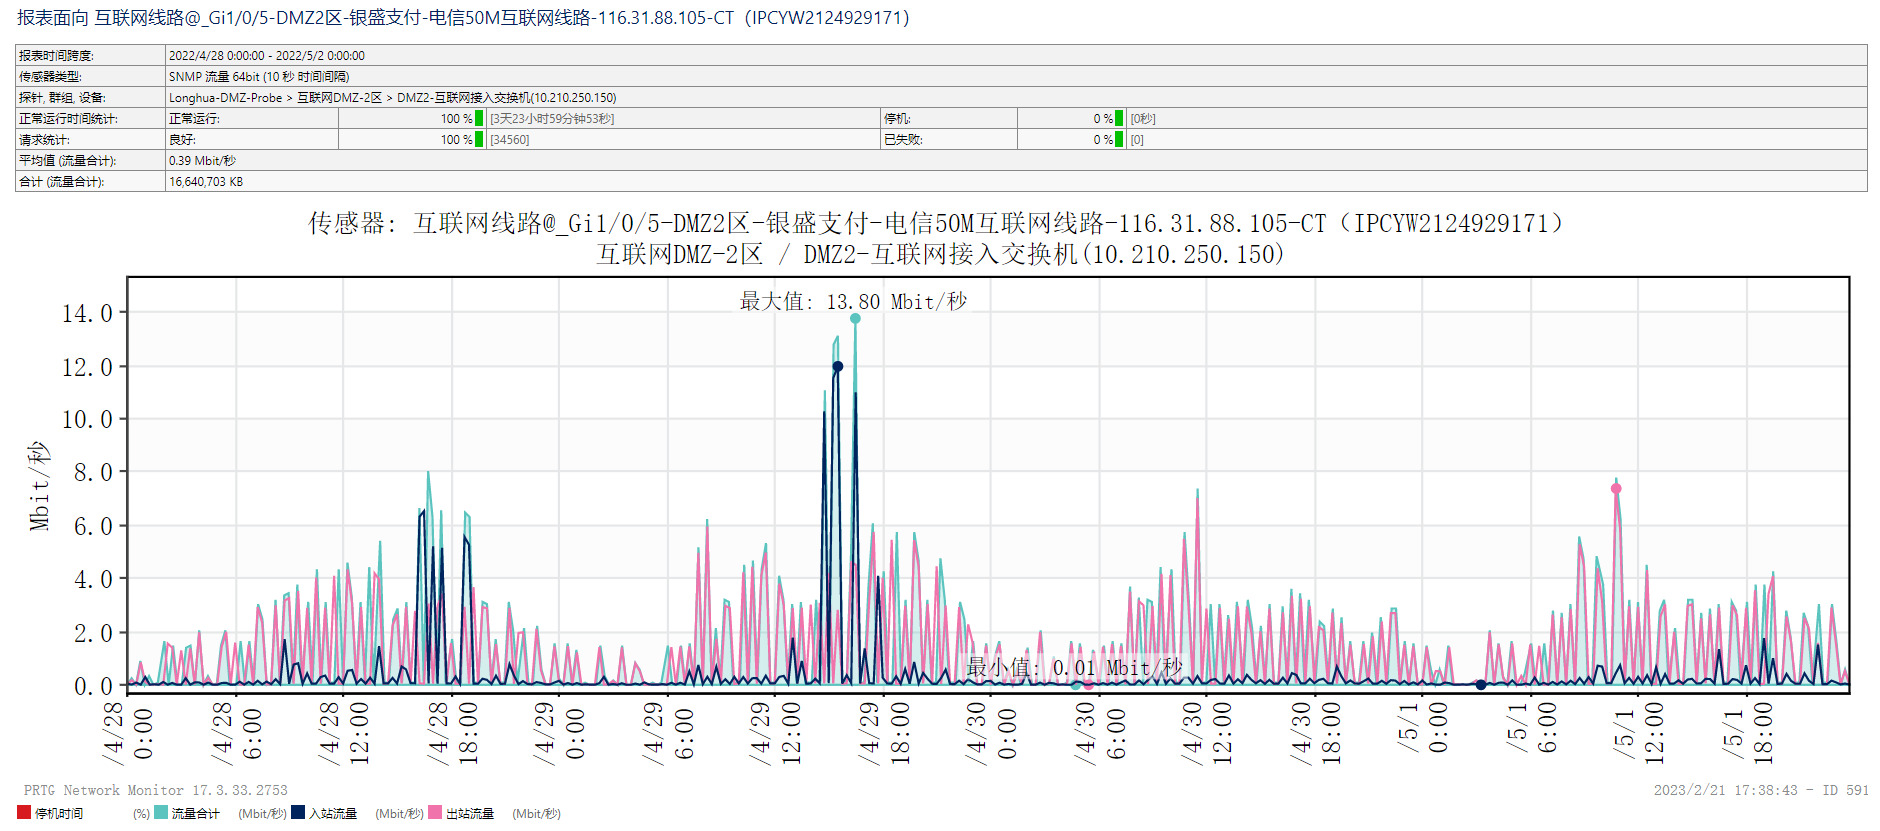 报表面向 互联网线路@_Gi1/0/5-DMZ2区-银盛支付-电信50M互联网线路-116.31.88.105-CT（IPCYW2124929171）
报表时间跨度: 2022/4/28 0:00:00 - 2022/5/2 0:00:00
传感器类型: SNMP 流量 64bit (10 秒 时间间隔)
探针, 群组, 设备: Longhua-DMZ-Probe > 互联网DMZ-2区 > DMZ2-互联网接入交换机(10.210.250.150)
正常运行时间统计: 正常运行: 100 % [3天23小时59分钟53秒] 停机: 0 % [0秒]
请求统计: 良好: 100 % [34560] 已失败: 0 % [0]
平均值 (流量合计): 0.39 Mbit/秒
合计 (流量合计): 16,640,703 KB
传感器: 互联网线路@_Gi1/0/5-DMZ2区-银盛支付-电信50M互联网线路-116.31.88.105-CT（IPCYW2124929171）
互联网DMZ-2区 / DMZ2-互联网接入交换机(10.210.250.150)
最大值: 13.80 Mbit/秒
14.0
12.0
10.0
8.0
6.0
4.0
2.0
0.0
Mbit/秒
最小值: 0.01 Mbit/秒
/4/28 0:00
/4/28 6:00
/4/28 12:00
/4/28 18:00
/4/29 0:00
/4/29 6:00
/4/29 12:00
/4/29 18:00
/4/30 0:00
/4/30 6:00
/4/30 12:00
/4/30 18:00
/5/1 0:00
/5/1 6:00
/5/1 12:00
/5/1 18:00
PRTG Network Monitor 17.3.33.2753
2023/2/21 17:38:43 - ID 591
停机时间 (%) 流量合计 (Mbit/秒) 入站流量 (Mbit/秒) 出站流量 (Mbit/秒)